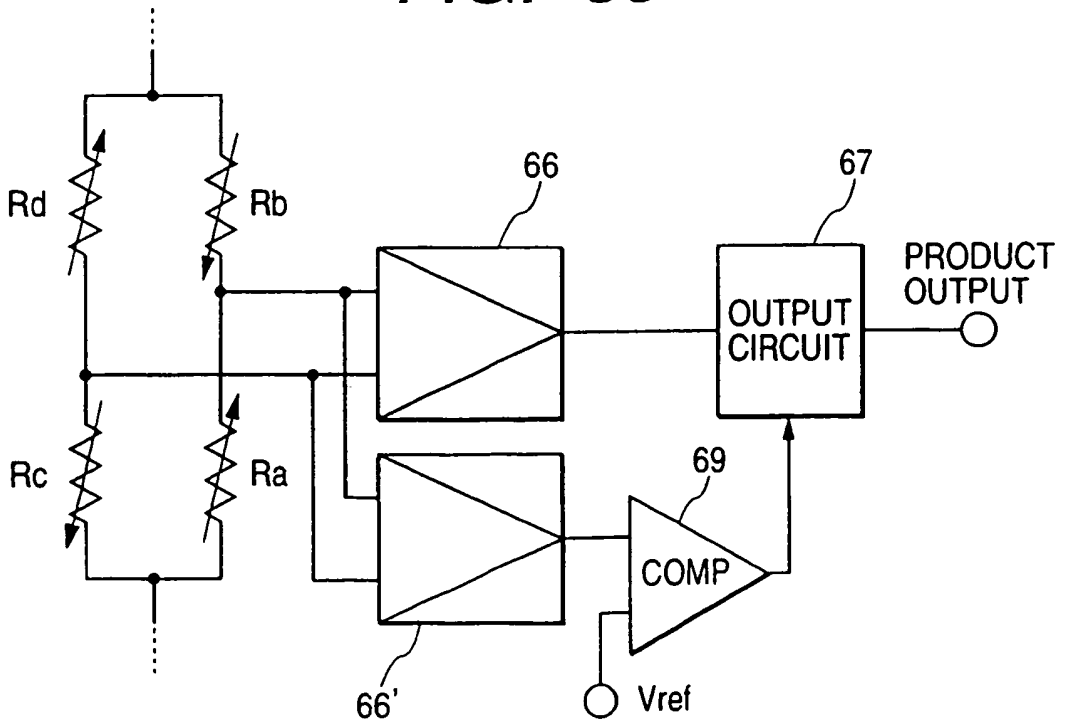 66
67
Rd
Rb
PRODUCT
OUTPUT
OUTPUT
CIRCUIT
Rc
Ra
69
COMP
66'
Vref